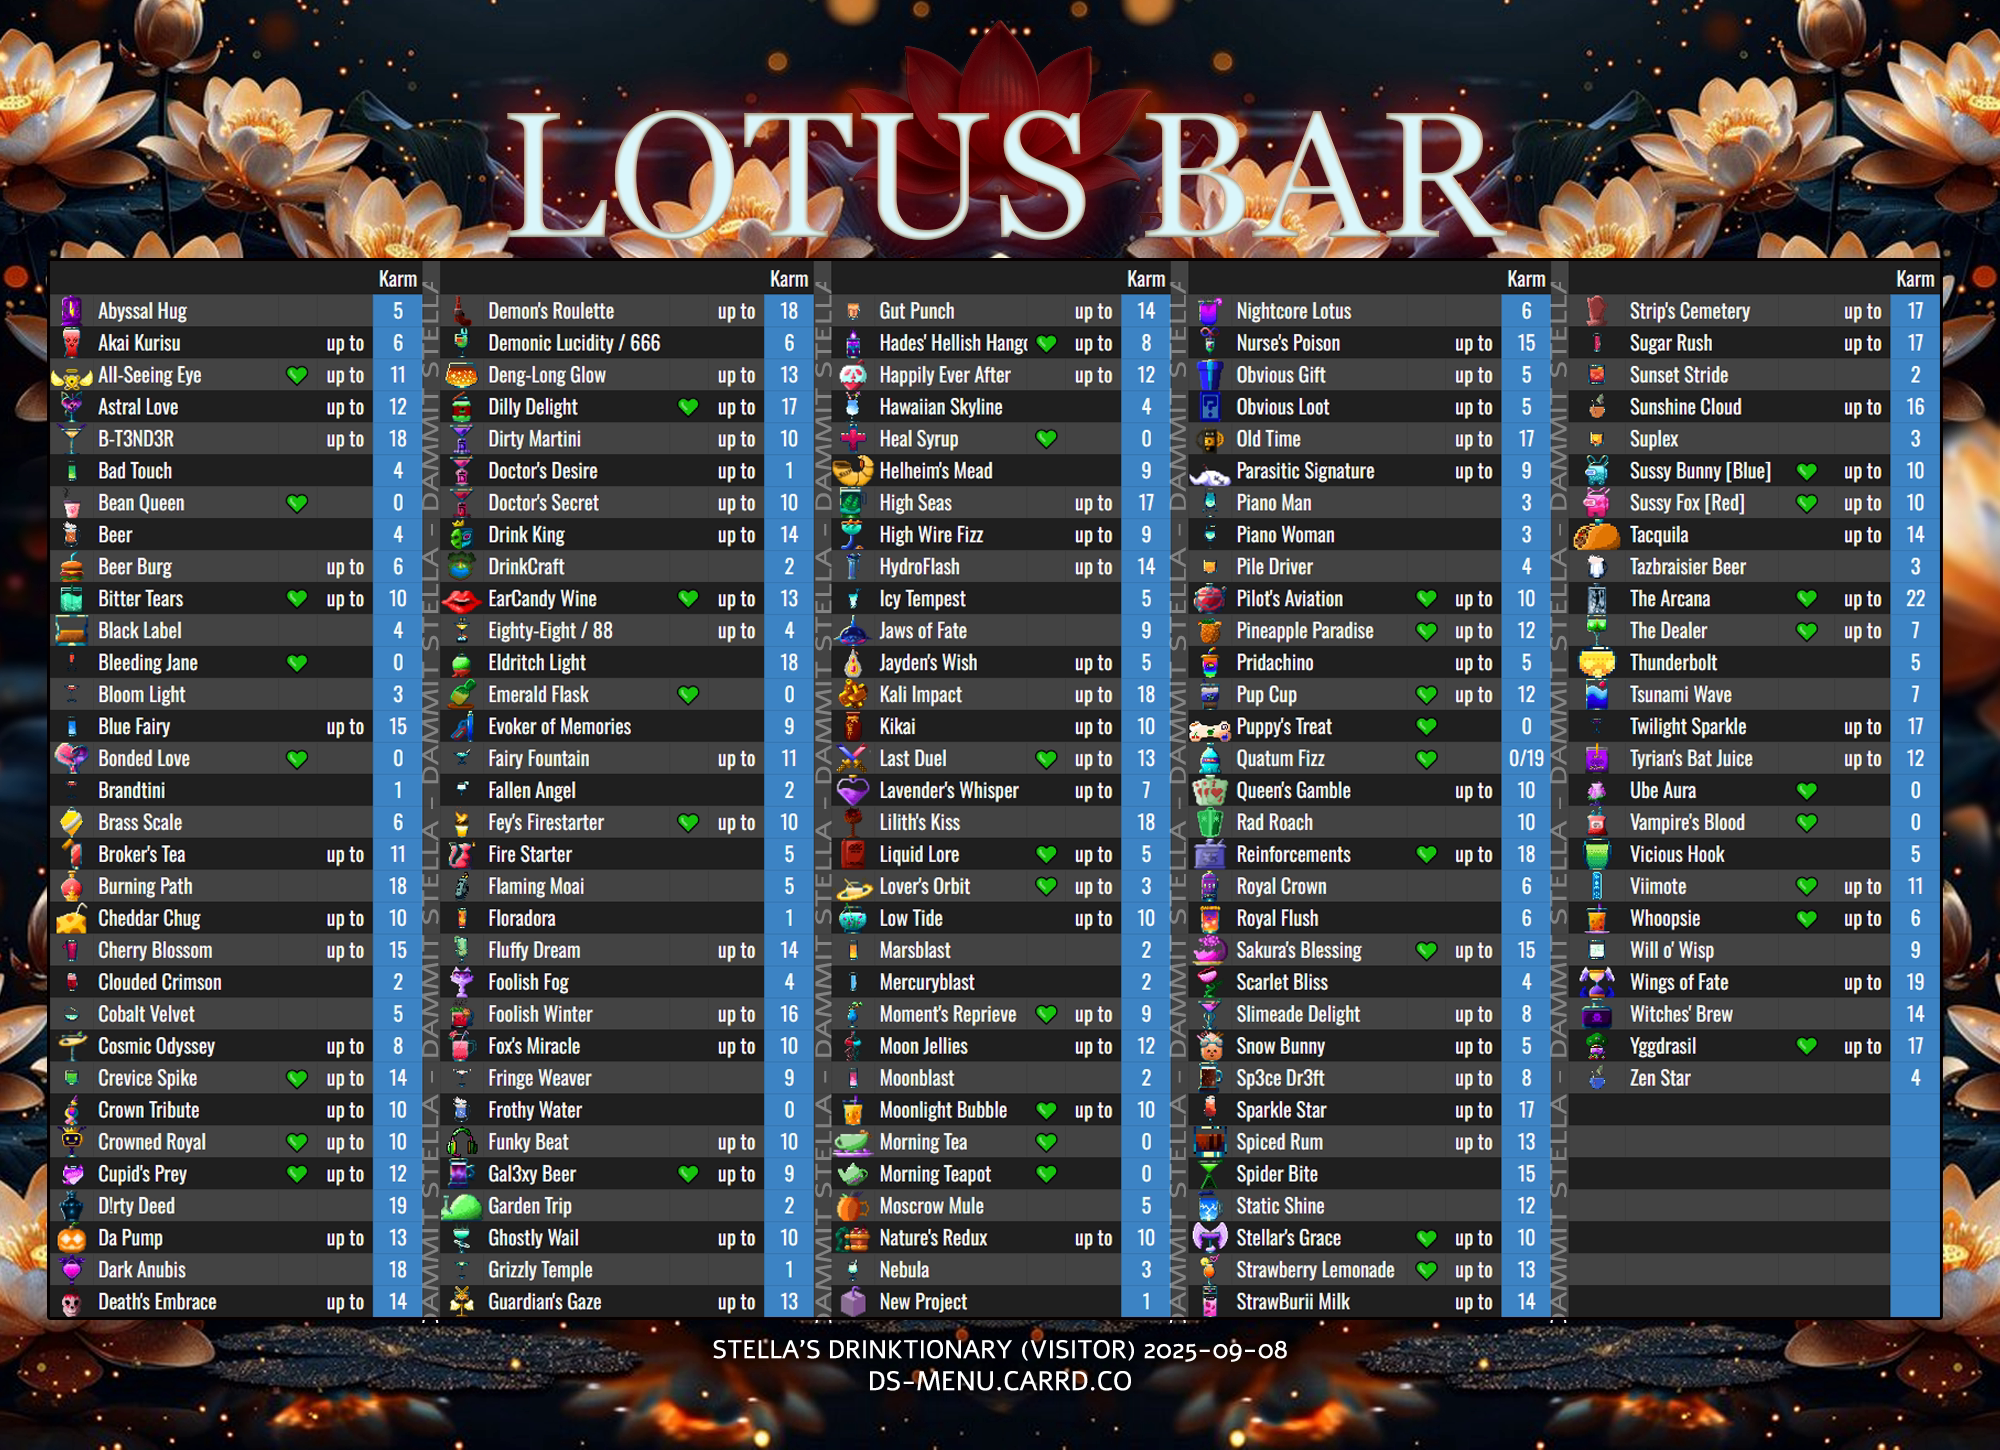 LOTUS BAR
Karm
Abyssal Hug 5
Akai Kurisu up to 6
All-Seeing Eye up to 11
Astral Love up to 12
B-T3ND3R up to 18
Bad Touch 4
Bean Queen 0
Beer 4
Beer Burg up to 6
Bitter Tears up to 10
Black Label 4
Bleeding Jane 0
Bloom Light 3
Blue Fairy up to 15
Bonded Love 0
Brandtini 1
Brass Scale 6
Broker's Tea up to 11
Burning Path 18
Cheddar Chug up to 10
Cherry Blossom up to 15
Clouded Crimson 2
Cobalt Velvet 5
Cosmic Odyssey up to 8
Crevice Spike up to 14
Crown Tribute up to 10
Crowned Royal up to 10
Cupid's Prey up to 12
D!rty Deed 19
Da Pump up to 13
Dark Anubis 18
Death's Embrace up to 14
STELLA - DAMMIT STELLA - DAMMIT STELLA - DAMMIT STELLA - DAMMIT
Karm
Demon's Roulette up to 18
Demonic Lucidity / 666 6
Deng-Long Glow up to 13
Dilly Delight up to 17
Dirty Martini up to 10
Doctor's Desire up to 1
Doctor's Secret up to 10
Drink King up to 14
DrinkCraft 2
EarCandy Wine up to 13
Eighty-Eight / 88 up to 4
Eldritch Light 18
Emerald Flask 0
Evoker of Memories 9
Fairy Fountain up to 11
Fallen Angel 2
Fey's Firestarter up to 10
Fire Starter 5
Flaming Moai 5
Floradora 1
Fluffy Dream up to 14
Foolish Fog 4
Foolish Winter up to 16
Fox's Miracle up to 10
Fringe Weaver 9
Frothy Water 0
Funky Beat up to 10
Gal3xy Beer up to 9
Garden Trip 2
Ghostly Wail up to 10
Grizzly Temple 1
Guardian's Gaze up to 13
STELLA - DAMMIT STELLA - DAMMIT STELLA - DAMMIT STELLA - DAMMIT
Karm
Gut Punch up to 14
Hades' Hellish Hang up to 8
Happily Ever After up to 12
Hawaiian Skyline 4
Heal Syrup 0
Helheim's Mead 9
High Seas up to 17
High Wire Fizz up to 9
HydroFlash up to 14
Icy Tempest 5
Jaws of Fate 9
Jayden's Wish up to 5
Kali Impact up to 18
Kikai up to 10
Last Duel up to 13
Lavender's Whisper up to 7
Lilith's Kiss 18
Liquid Lore up to 5
Lover's Orbit up to 3
Low Tide up to 10
Marsblast 2
Mercuryblast 2
Moment's Reprieve up to 9
Moon Jellies up to 12
Moonblast 2
Moonlight Bubble up to 10
Morning Tea 0
Morning Teapot 0
Moscrow Mule 5
Nature's Redux up to 10
Nebula 3
New Project 1
STELLA - DAMMIT STELLA - DAMMIT STELLA - DAMMIT STELLA - DAMMIT
Karm
Nightcore Lotus 6
Nurse's Poison up to 15
Obvious Gift up to 5
Obvious Loot up to 5
Old Time up to 17
Parasitic Signature up to 9
Piano Man 3
Piano Woman 3
Pile Driver 4
Pilot's Aviation up to 10
Pineapple Paradise up to 12
Pridachino up to 5
Pup Cup up to 12
Puppy's Treat 0
Quatum Fizz 0/19
Queen's Gamble up to 10
Rad Roach 10
Reinforcements up to 18
Royal Crown 6
Royal Flush 6
Sakura's Blessing up to 15
Scarlet Bliss 4
Slimeade Delight up to 8
Snow Bunny up to 5
Sp3ce Dr3ft up to 8
Sparkle Star up to 17
Spiced Rum up to 13
Spider Bite 15
Static Shine 12
Stellar's Grace up to 10
Strawberry Lemonade up to 13
StrawBurii Milk up to 14
STELLA - DAMMIT STELLA - DAMMIT STELLA - DAMMIT STELLA - DAMMIT
Karm
Strip's Cemetery up to 17
Sugar Rush up to 17
Sunset Stride 2
Sunshine Cloud up to 16
Suplex 3
Sussy Bunny [Blue] up to 10
Sussy Fox [Red] up to 10
Tacquila up to 14
Tazbraisier Beer 3
The Arcana up to 22
The Dealer up to 7
Thunderbolt 5
Tsunami Wave 7
Twilight Sparkle up to 17
Tyrian's Bat Juice up to 12
Ube Aura 0
Vampire's Blood 0
Vicious Hook 5
Viimote up to 11
Whoopsie up to 6
Will o' Wisp 9
Wings of Fate up to 19
Witches' Brew 14
Yggdrasil up to 17
Zen Star 4
STELLA'S DRINKTIONARY (VISITOR) 2025-09-08
DS-MENU.CARRD.CO